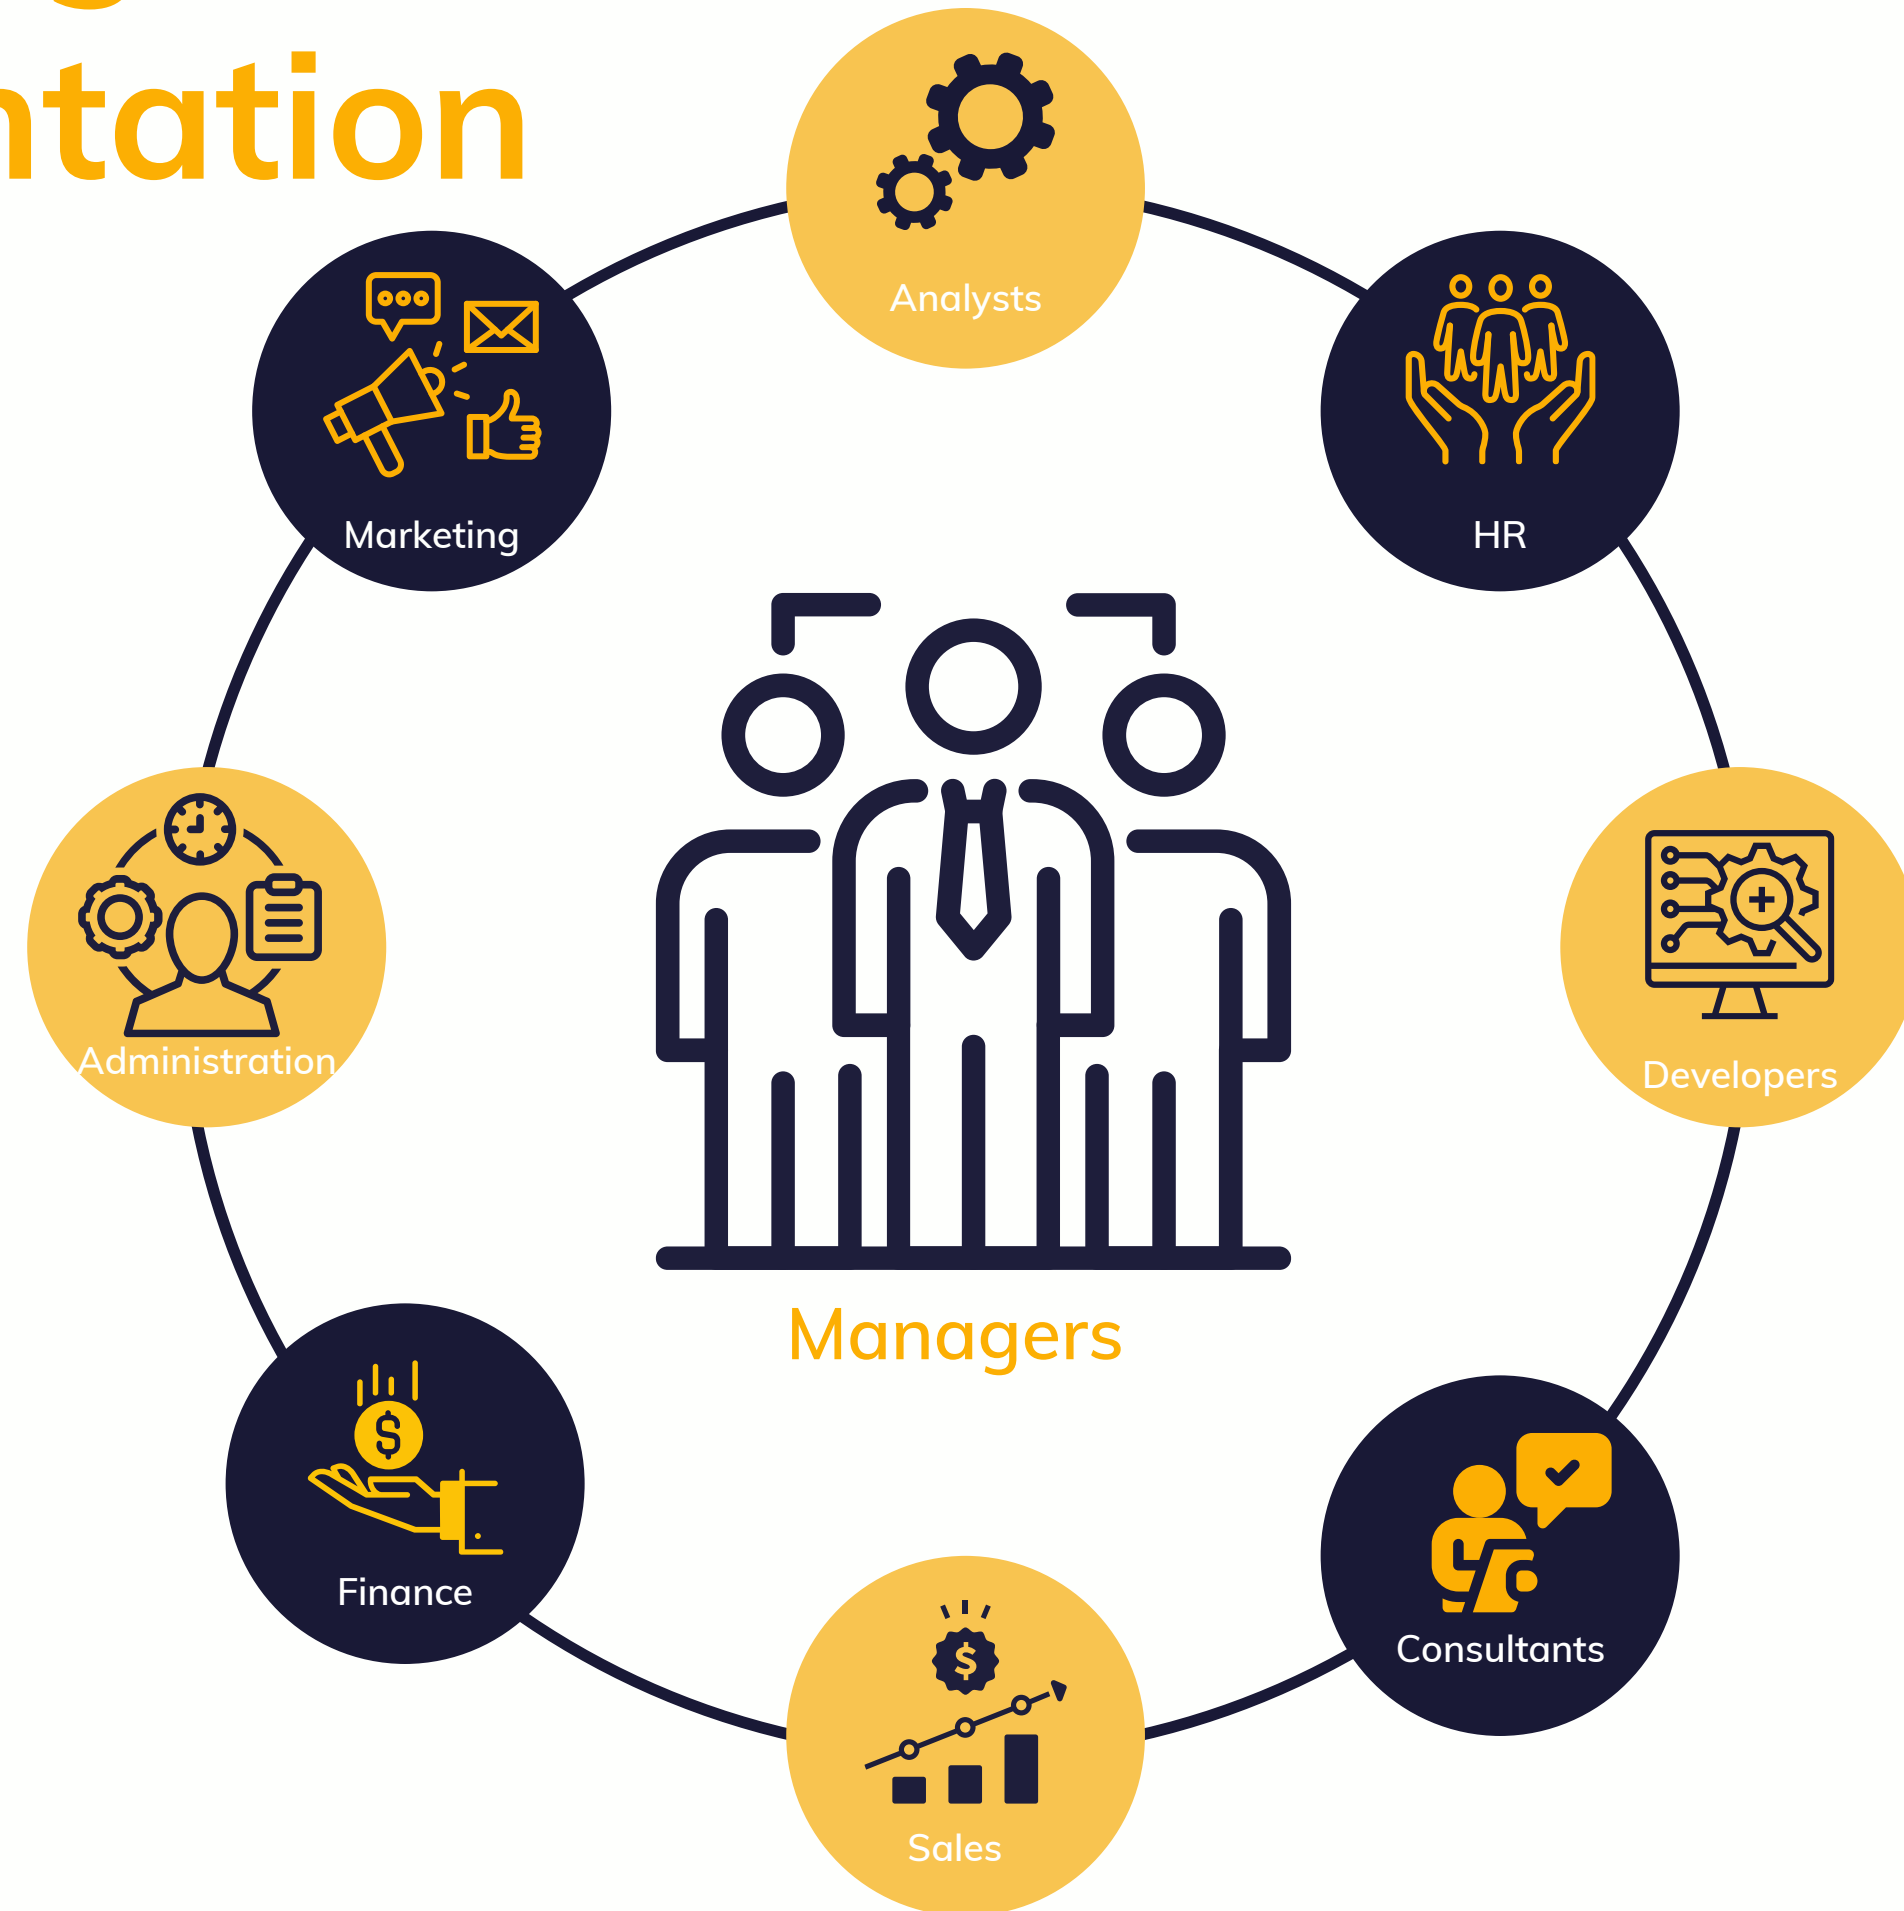 ntation
Analysts
Marketing
HR
Administration
Developers
Managers
Finance
Consultants
Sales